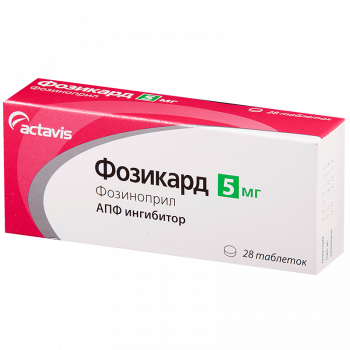 actavis
Фозикард 5 мг
Фозиноприл
28 таблеток
Фозикард 5 мг
Фозиноприл
АПФ ингибитор
28 таблеток